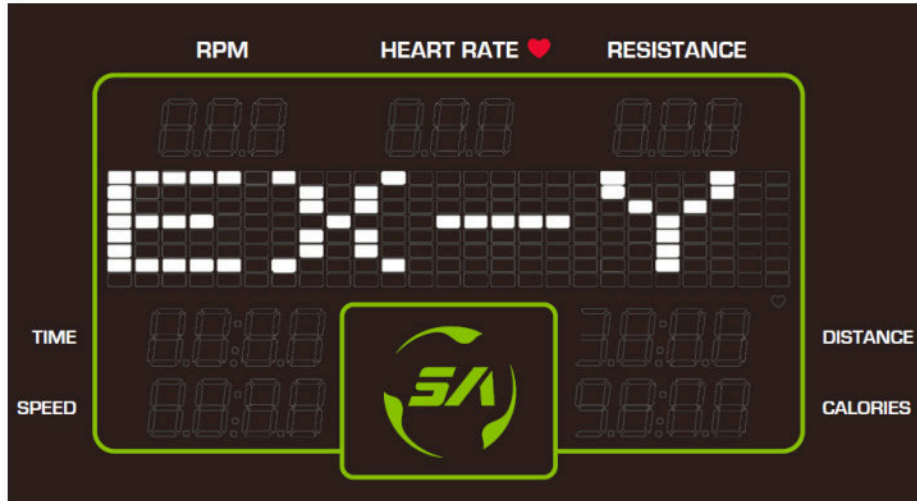 RPM HEART RATE RESISTANCE
EX-Y
TIME DISTANCE
SA
SPEED CALORIES